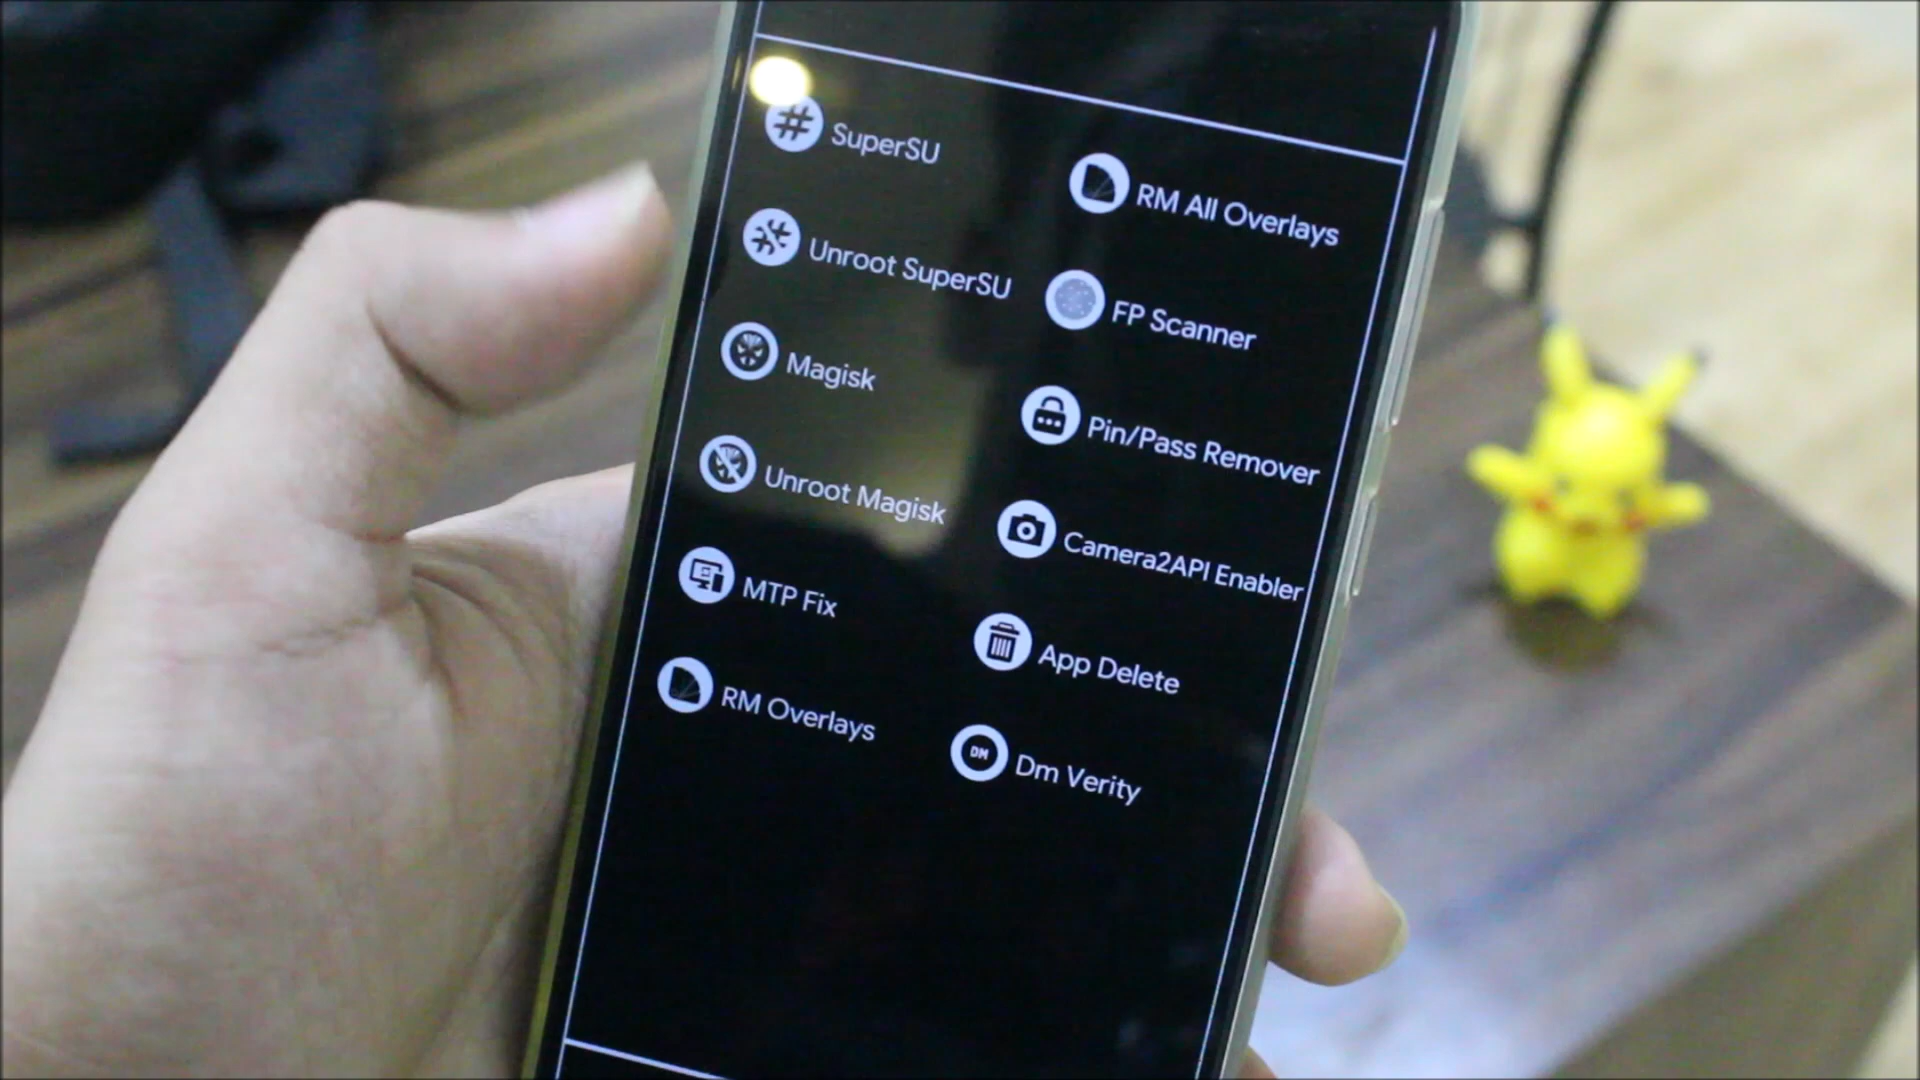 SuperSU
Unroot SuperSU
Magisk
Unroot Magisk
MTP Fix
RM Overlays
RM All Overlays
FP Scanner
Pin/Pass Remover
Camera2API Enabler
App Delete
DM
Dm Verity